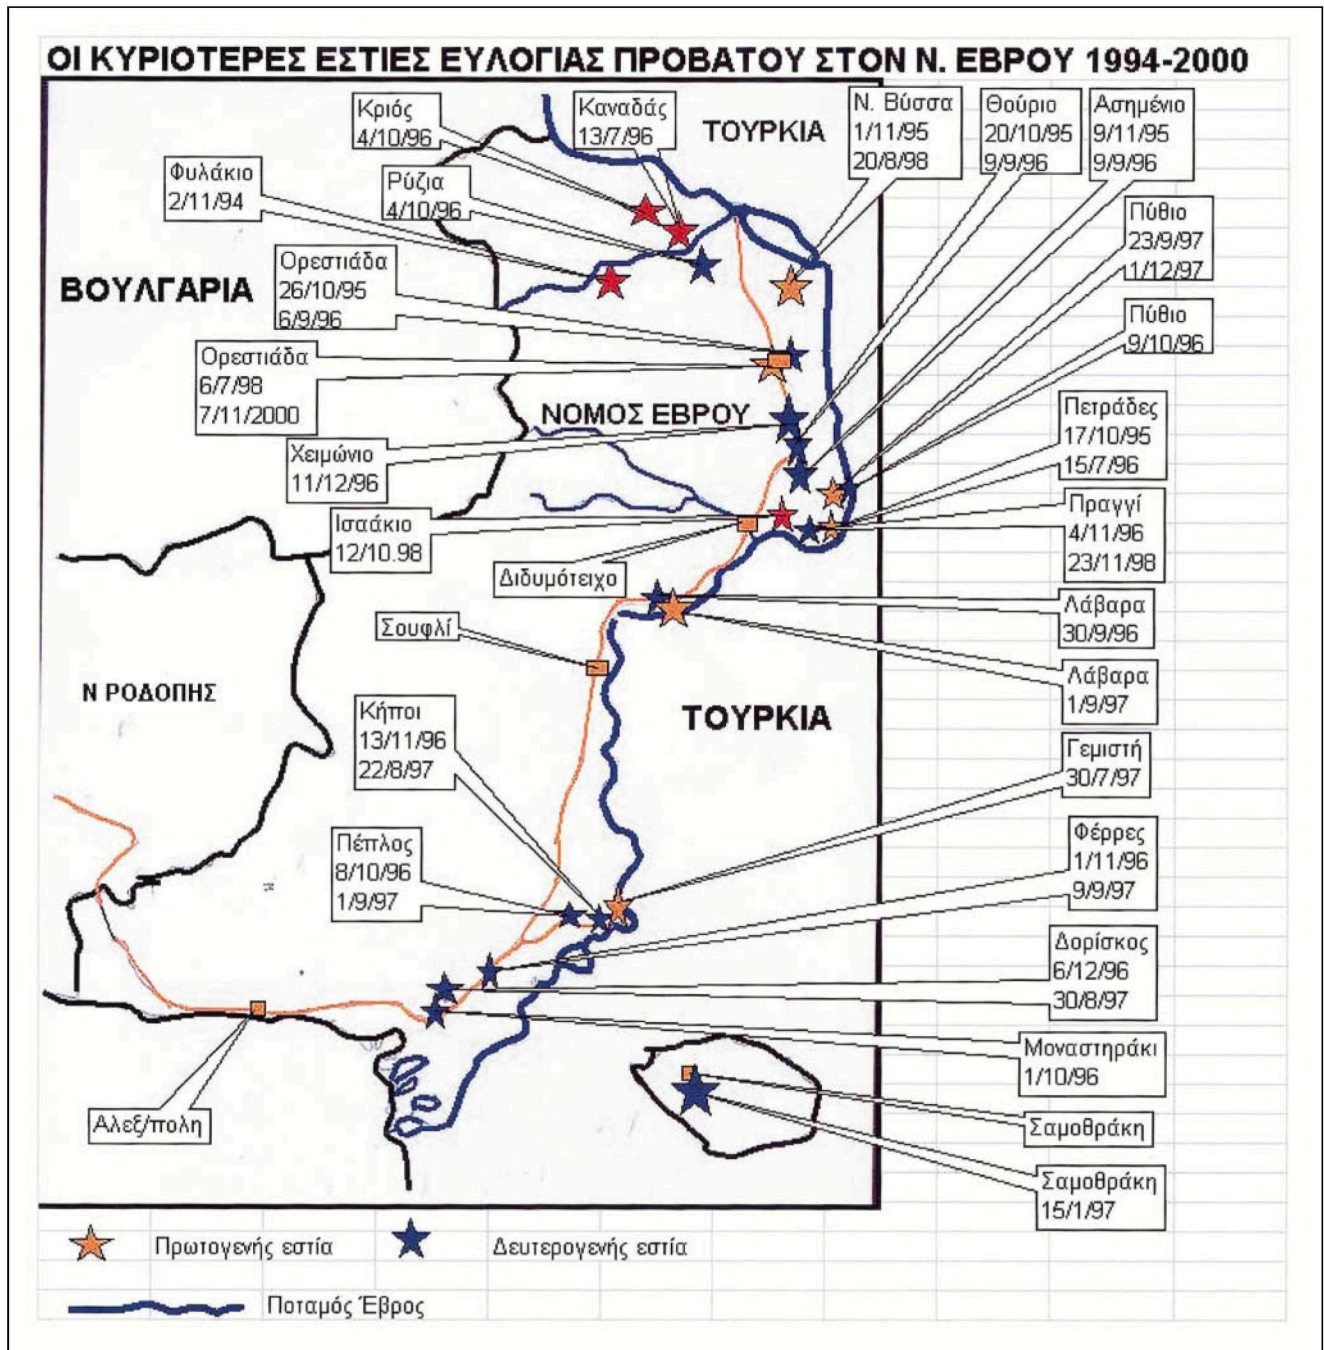 ΟΙ ΚΥΡΙΟΤΕΡΕΣ ΕΣΤΙΕΣ ΕΥΛΟΓΙΑΣ ΠΡΟΒΑΤΟΥ ΣΤΟΝ Ν. ΕΒΡΟΥ 1994-2000
Κριός
4/10/96
Καναδάς
13/7/96
ΤΟΥΡΚΙΑ
Ν. Βύσσα
1/11/95
20/8/98
Θούριο
20/10/95
9/9/96
Ασημένιο
9/11/95
9/9/96
Φυλάκιο
2/11/94
Ρύζια
4/10/96
Πύθιο
23/9/97
1/12/97
ΒΟΥΛΓΑΡΙΑ
Ορεστιάδα
26/10/95
6/9/96
Πύθιο
9/10/96
Ορεστιάδα
6/7/98
7/11/2000
ΝΟΜΟΣ ΕΒΡΟΥ
Πετράδες
17/10/95
15/7/96
Χειμώνιο
11/12/96
Πραγγί
4/11/96
23/11/98
Ισαάκιο
12/10.98
Διδυμότειχο
Λάβαρα
30/9/96
Σουφλί
Λάβαρα
1/9/97
Ν ΡΟΔΟΠΗΣ
ΤΟΥΡΚΙΑ
Κήποι
13/11/96
22/8/97
Γεμιστή
30/7/97
Πέπλος
8/10/96
1/9/97
Φέρρες
1/11/96
9/9/97
Δορίσκος
6/12/96
30/8/97
Μοναστηράκι
1/10/96
Αλεξ/πολη
Σαμοθράκη
Σαμοθράκη
15/1/97
Πρωτογενής εστία
Δευτερογενής εστία
Ποταμός Έβρος